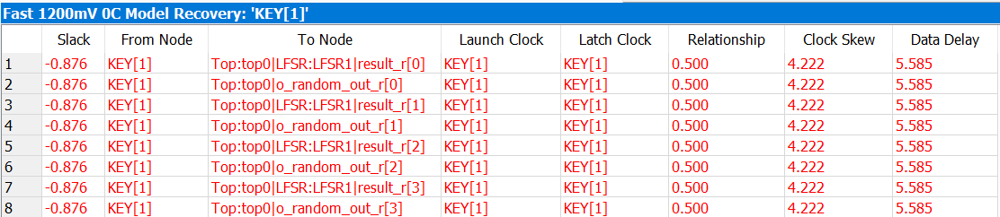 Fast 1200mV 0C Model Recovery: 'KEY[1]'
Slack From Node To Node Launch Clock Latch Clock Relationship Clock Skew Data Delay
1 -0.876 KEY[1] Top:top0|LFSR:LFSR1|result_r[0] KEY[1] KEY[1] 0.500 4.222 5.585
2 -0.876 KEY[1] Top:top0|o_random_out_r[0] KEY[1] KEY[1] 0.500 4.222 5.585
3 -0.876 KEY[1] Top:top0|LFSR:LFSR1|result_r[1] KEY[1] KEY[1] 0.500 4.222 5.585
4 -0.876 KEY[1] Top:top0|o_random_out_r[1] KEY[1] KEY[1] 0.500 4.222 5.585
5 -0.876 KEY[1] Top:top0|LFSR:LFSR1|result_r[2] KEY[1] KEY[1] 0.500 4.222 5.585
6 -0.876 KEY[1] Top:top0|o_random_out_r[2] KEY[1] KEY[1] 0.500 4.222 5.585
7 -0.876 KEY[1] Top:top0|LFSR:LFSR1|result_r[3] KEY[1] KEY[1] 0.500 4.222 5.585
8 -0.876 KEY[1] Top:top0|o_random_out_r[3] KEY[1] KEY[1] 0.500 4.222 5.585